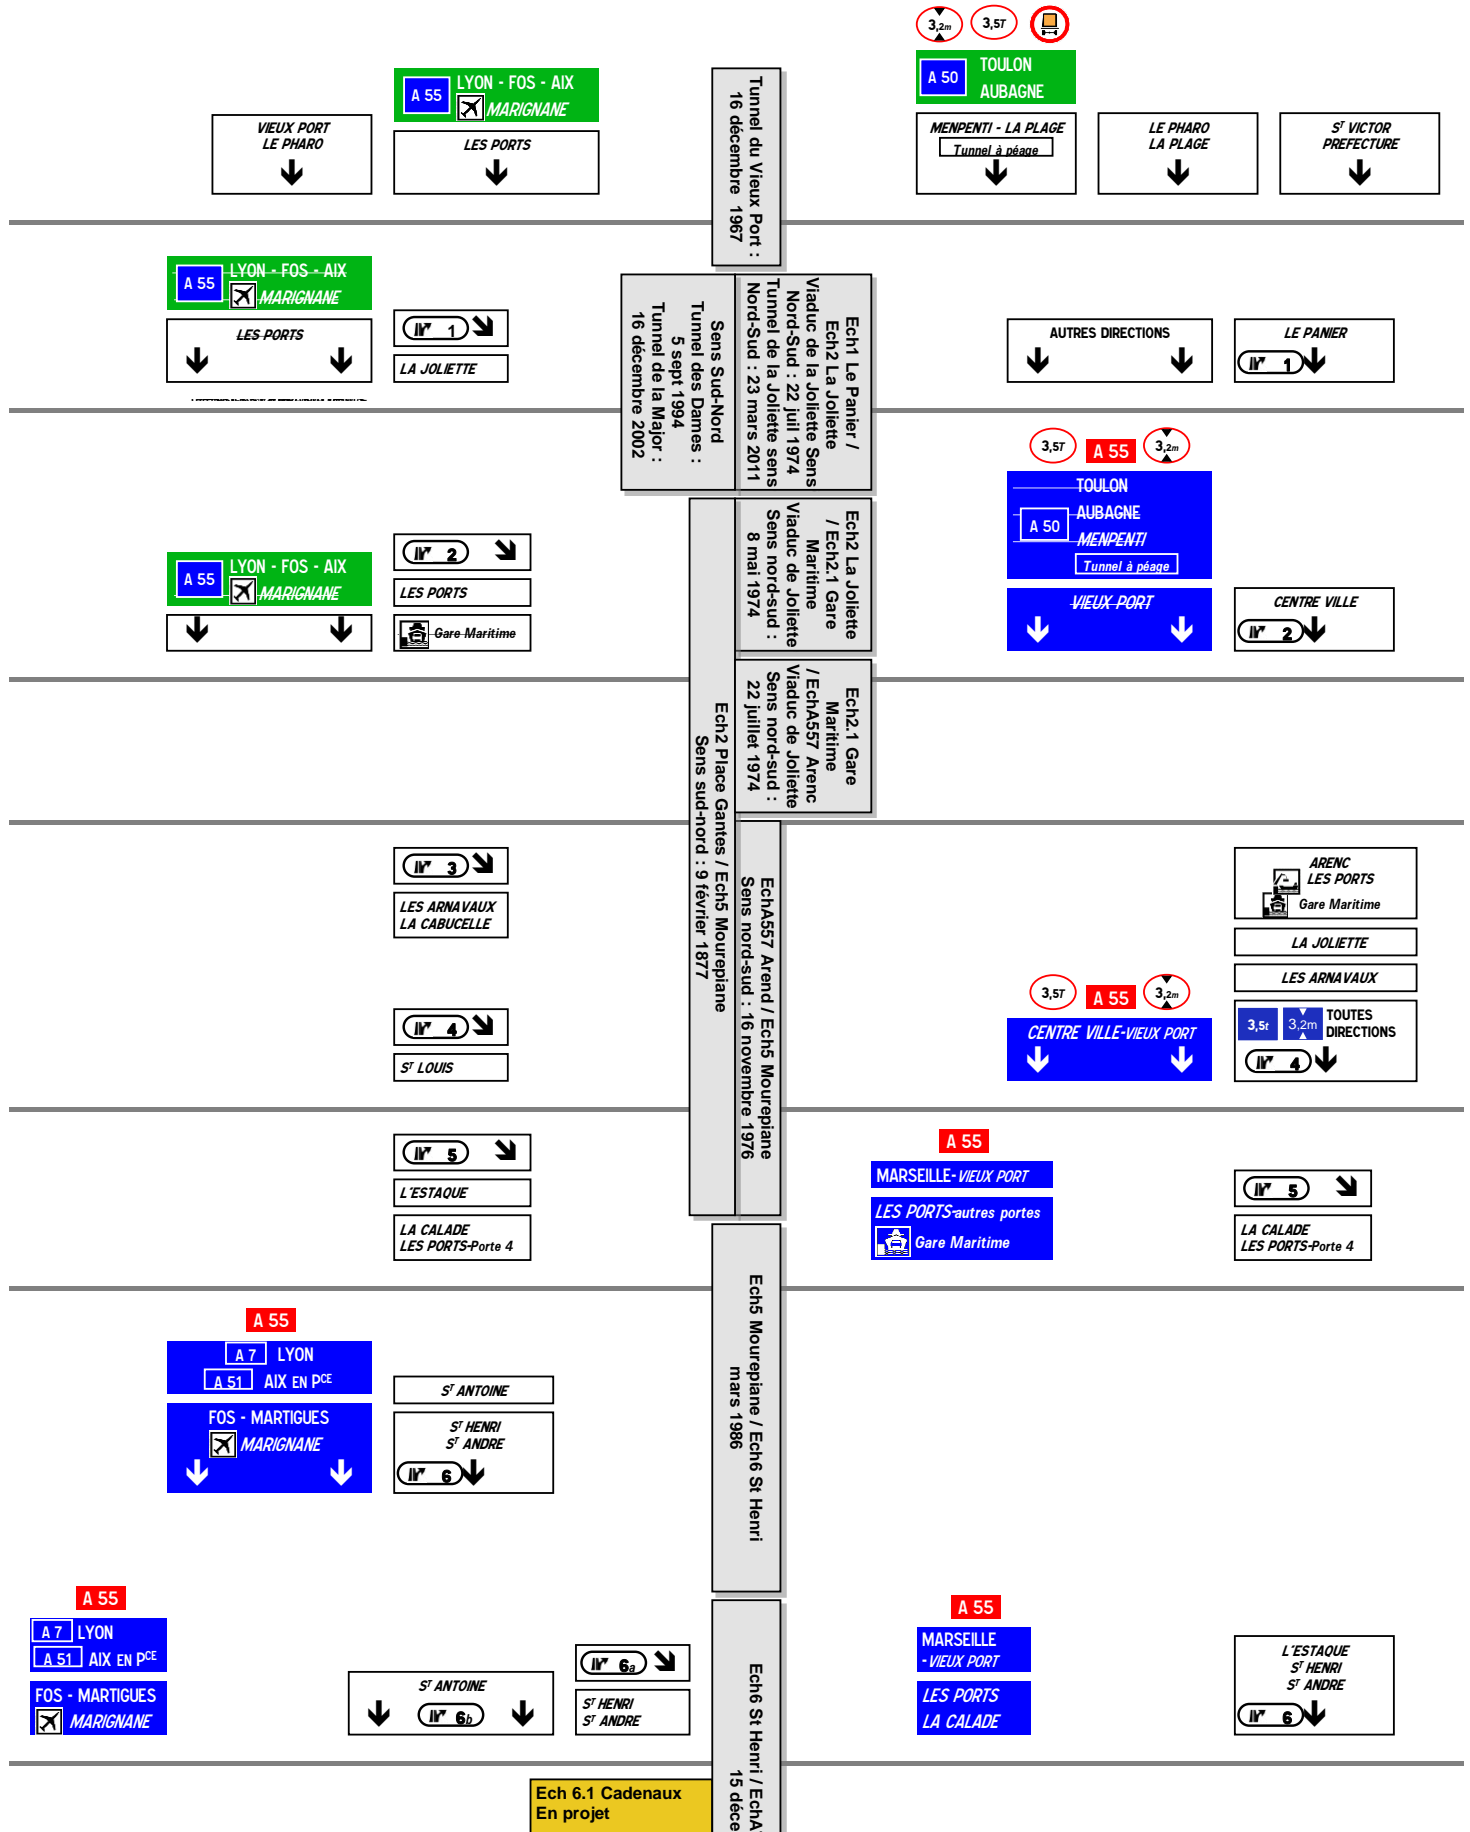 3,2m
3,5T
A 50
TOULON
AUBAGNE
MENPENTI - LA PLAGE
Tunnel à péage
LE PHARO
LA PLAGE
ST VICTOR
PREFECTURE
A 55
LYON - FOS - AIX
MARIGNANE
VIEUX PORT
LE PHARO
LES PORTS
Tunnel du Vieux Port :
16 décembre 1967
A 55
LYON - FOS - AIX
MARIGNANE
LES PORTS
1
LA JOLIETTE
Sens Sud-Nord
Tunnel des Dames :
5 sept 1994
Tunnel de la Major :
16 décembre 2002
Ech1 Le Panier /
Ech2 La Joliette
Viaduc de la Joliette Sens
Nord-Sud : 22 juil 1974
Tunnel de la Joliette sens
Nord-Sud : 23 mars 2011
AUTRES DIRECTIONS
LE PANIER
1
A 55
LYON - FOS - AIX
MARIGNANE
2
LES PORTS
Gare Maritime
Ech2 La Joliette
/ Ech2.1 Gare
Maritime
Viaduc de Joliette
Sens nord-sud :
8 mai 1974
3,5T
A 55
3,2m
TOULON
AUBAGNE
A 50
MENPENTI
Tunnel à péage
VIEUX PORT
CENTRE VILLE
2
Ech2.1 Gare
Maritime
/ EchA557 Arenc
Viaduc de Joliette
Sens nord-sud :
22 juillet 1974
Ech2 Place Gantes / Ech5 Mourepiane
Sens sud-nord : 9 février 1877
3
LES ARNAVAUX
LA CABUCELLE
4
ST LOUIS
EchA557 Arend / Ech5 Mourepiane
Sens nord-sud : 16 novembre 1976
ARENC
LES PORTS
Gare Maritime
LA JOLIETTE
LES ARNAVAUX
3,5t
3,2m
TOUTES
DIRECTIONS
4
3,5T
A 55
3,2m
CENTRE VILLE-VIEUX PORT
5
L'ESTAQUE
LA CALADE
LES PORTS-Porte 4
A 55
MARSEILLE-VIEUX PORT
LES PORTS-autres portes
Gare Maritime
5
LA CALADE
LES PORTS-Porte 4
A 55
A 7 LYON
A 51 AIX EN PCE
FOS - MARTIGUES
MARIGNANE
ST ANTOINE
ST HENRI
ST ANDRE
6
Ech5 Mourepiane / Ech6 St Henri
mars 1986
A 55
A 7 LYON
A 51 AIX EN PCE
FOS - MARTIGUES
MARIGNANE
ST ANTOINE
6b
6a
ST HENRI
ST ANDRE
A 55
MARSEILLE
- VIEUX PORT
LES PORTS
LA CALADE
L'ESTAQUE
ST HENRI
ST ANDRE
6
Ech6 St Henri / EchA
15 déce
Ech 6.1 Cadenaux
En projet